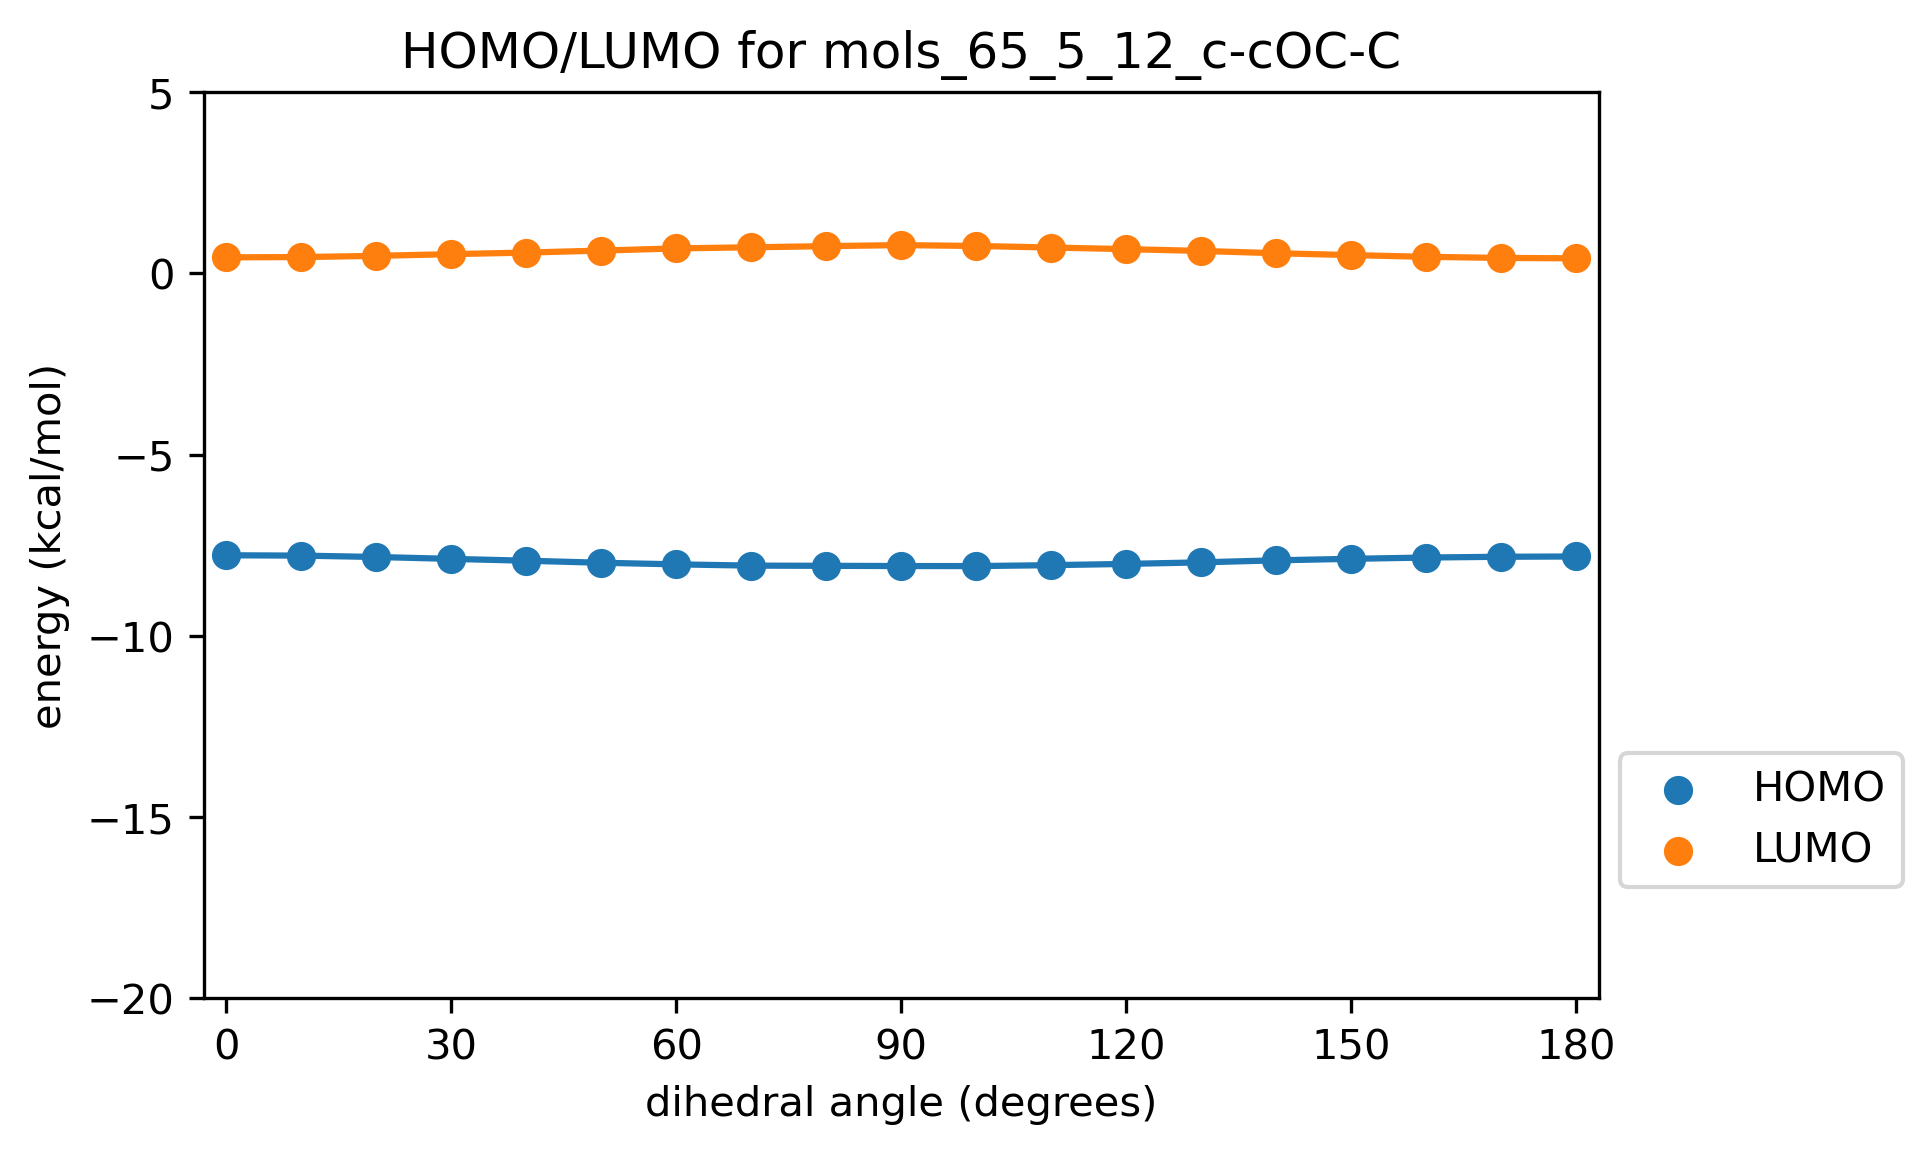 HOMO/LUMO for mols_65_5_12_c-cOC-C
5
0
−5
−10
−15
−20
energy (kcal/mol)
0 30 60 90 120 150 180
dihedral angle (degrees)
HOMO
LUMO